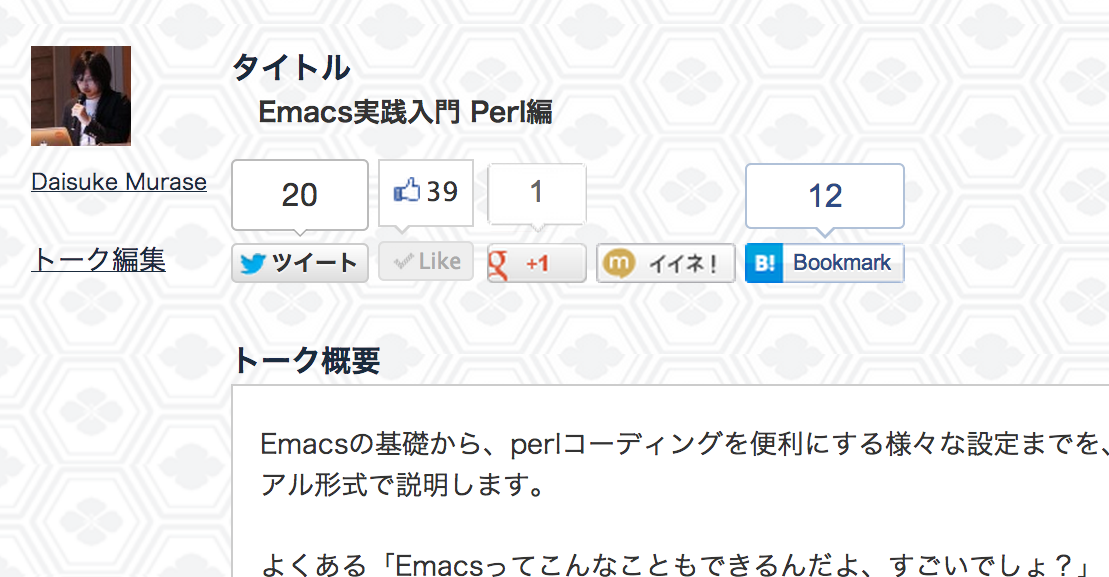 タイトル
Emacs実践入門 Perl編
Daisuke Murase
20
39
1
12
トーク編集
ツイート
Like
g +1
m イイネ！
B! Bookmark
トーク概要
Emacsの基礎から、perlコーディングを便利にする様々な設定までを、
アル形式で説明します。
よくある「Emacsってこんなこともできるんだよ、すごいでしょ？」